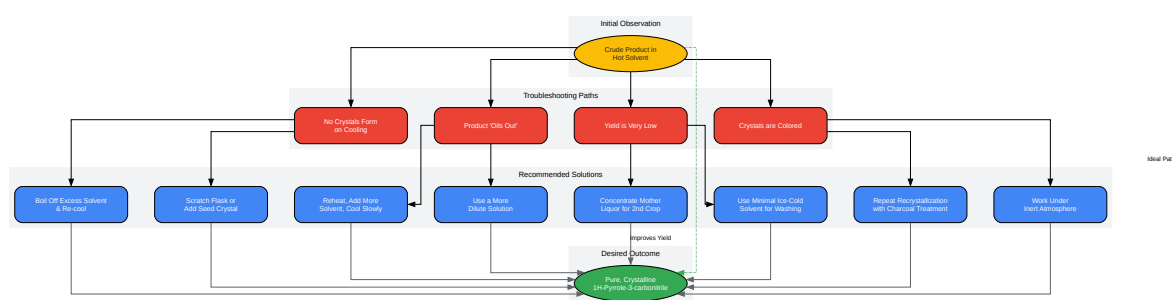 Initial Observation
Crude Product in
Hot Solvent
Troubleshooting Paths
No Crystals Form
on Cooling
Product 'Oils Out'
Yield is Very Low
Crystals are Colored
Ideal Pat
Recommended Solutions
Boil Off Excess Solvent
& Re-cool
Scratch Flask or
Add Seed Crystal
Reheat, Add More
Solvent, Cool Slowly
Use a More
Dilute Solution
Concentrate Mother
Liquor for 2nd Crop
Use Minimal Ice-Cold
Solvent for Washing
Repeat Recrystallization
with Charcoal Treatment
Work Under
Inert Atmosphere
Improves Yield
Desired Outcome
Pure, Crystalline
1H-Pyrrole-3-carbonitrile